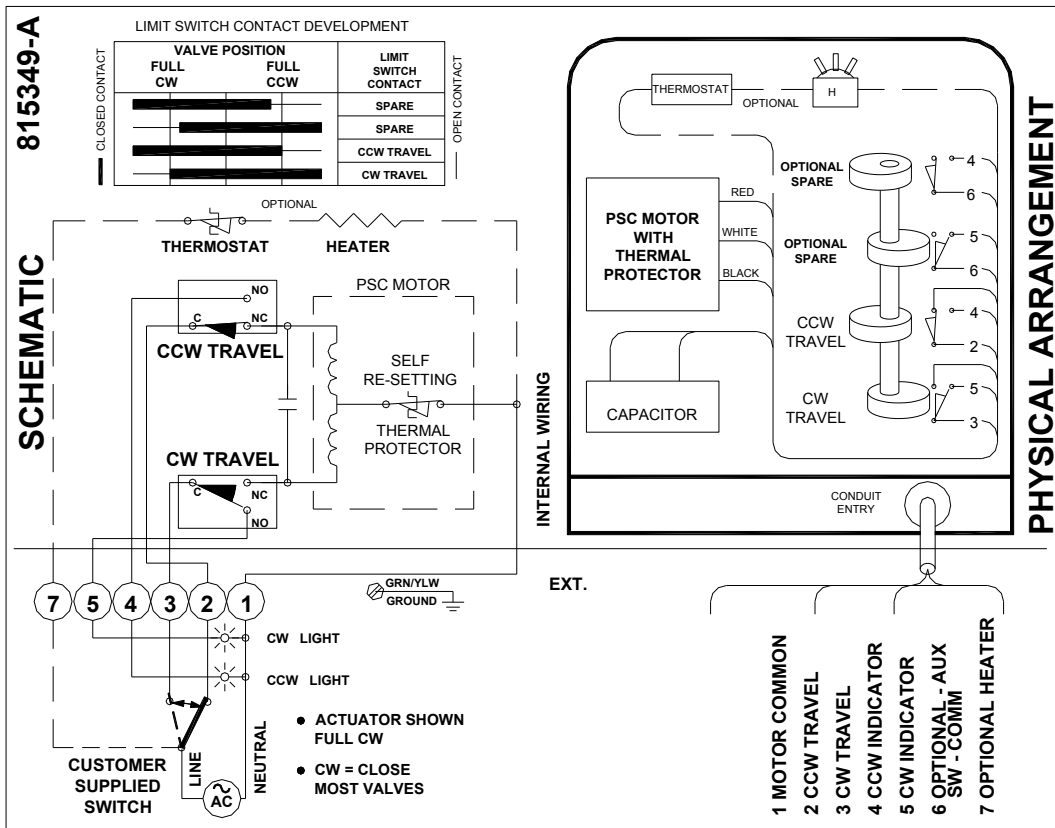 815349-A
LIMIT SWITCH CONTACT DEVELOPMENT
CLOSED CONTACT
VALVE POSITION
FULL CW
FULL CCW
LIMIT SWITCH CONTACT
SPARE
SPARE
CCW TRAVEL
CW TRAVEL
OPEN CONTACT
SCHEMATIC
OPTIONAL
THERMOSTAT
HEATER
NO
C
NC
CCW TRAVEL
PSC MOTOR
SELF
RE-SETTING
THERMAL
PROTECTOR
CW TRAVEL
C
NC
NO
INTERNAL WIRING
7 5 4 3 2 1
GRN/YLW
GROUND
EXT.
CW LIGHT
CCW LIGHT
CUSTOMER
SUPPLIED
SWITCH
LINE
AC
NEUTRAL
• ACTUATOR SHOWN
FULL CW
• CW = CLOSE
MOST VALVES
PHYSICAL ARRANGEMENT
THERMOSTAT
OPTIONAL
H
PSC MOTOR
WITH
THERMAL
PROTECTOR
RED
WHITE
BLACK
CAPACITOR
OPTIONAL
SPARE
4
6
OPTIONAL
SPARE
5
6
CCW
TRAVEL
4
2
CW
TRAVEL
5
3
CONDUIT
ENTRY
1 MOTOR COMMON
2 CCW TRAVEL
3 CW TRAVEL
4 CCW INDICATOR
5 CW INDICATOR
6 OPTIONAL - AUX
SW - COMM
7 OPTIONAL HEATER